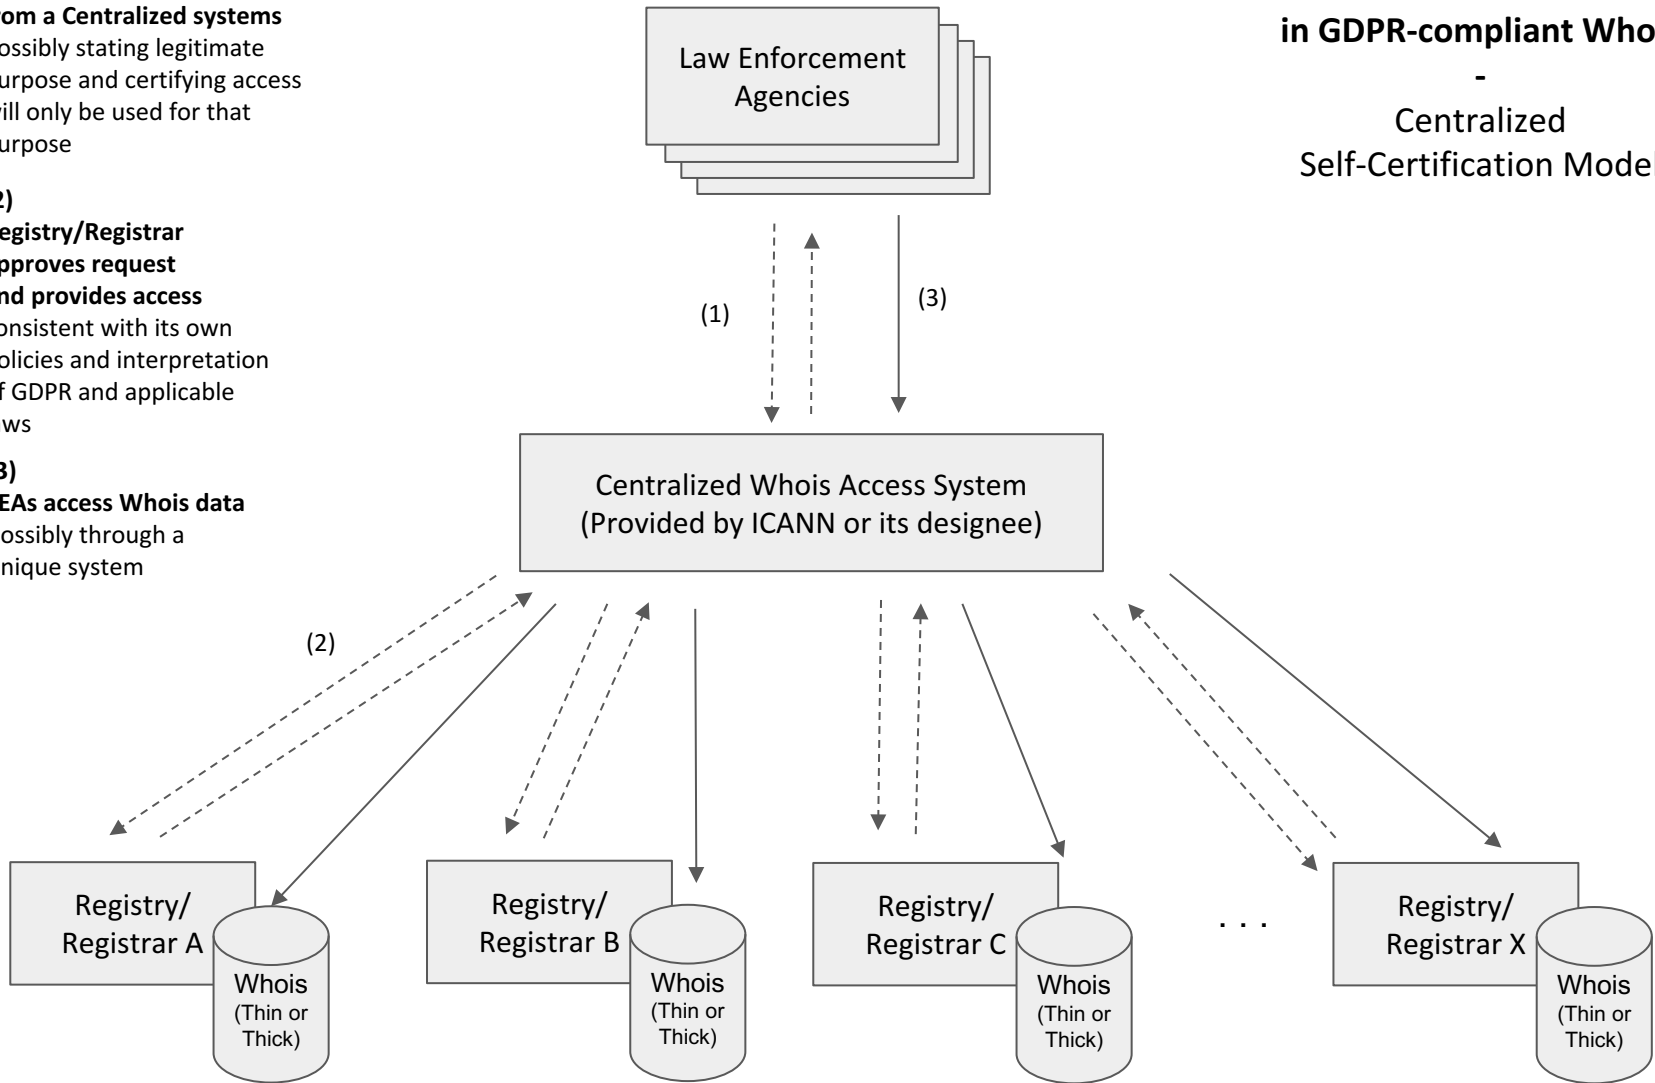 rom a Centralized systems
ossibly stating legitimate
urpose and certifying access
ill only be used for that
urpose
2)
egistry/Registrar
pproves request
nd provides access
onsistent with its own
olicies and interpretation
f GDPR and applicable
aws
3)
EAs access Whois data
ossibly through a
nique system
in GDPR-compliant Who
-
Centralized
Self-Certification Model
Law Enforcement
Agencies
(1)
(3)
Centralized Whois Access System
(Provided by ICANN or its designee)
(2)
Registry/
Registrar A
Whois
(Thin or
Thick)
Registry/
Registrar B
Whois
(Thin or
Thick)
Registry/
Registrar C
Whois
(Thin or
Thick)
. . .
Registry/
Registrar X
Whois
(Thin or
Thick)